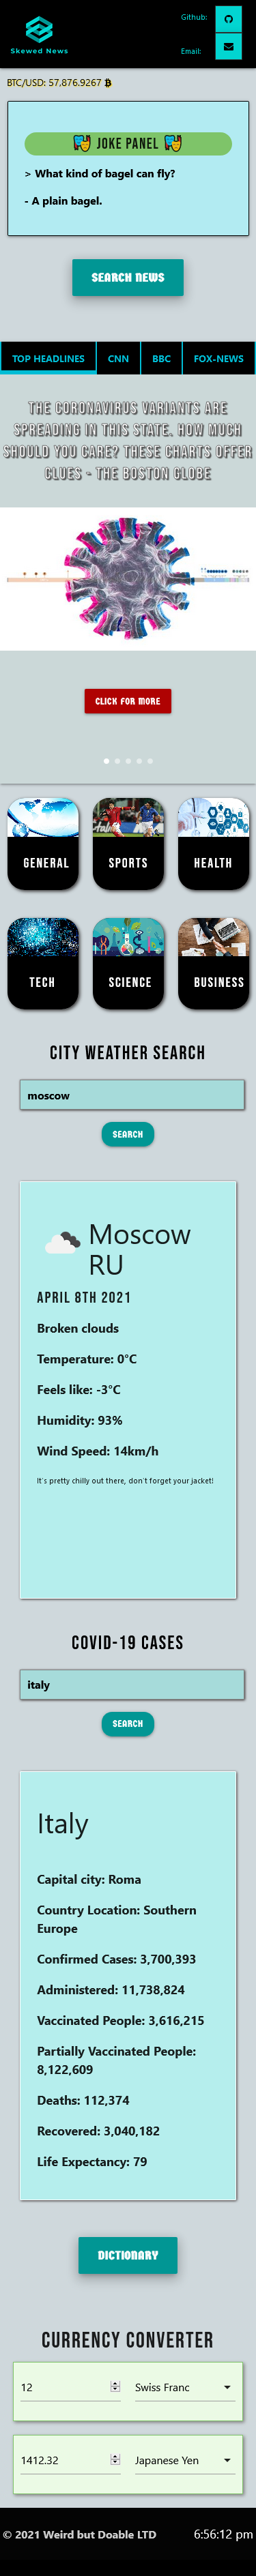 Github:
Skewed News
Email:
BTC/USD: 57,876.9267
JOKE PANEL
> What kind of bagel can fly?
- A plain bagel.
SEARCH NEWS
TOP HEADLINES
CNN
BBC
FOX-NEWS
THE CORONAVIRUS VARIANTS ARE
SPREADING IN THIS STATE. HOW MUCH
SHOULD YOU CARE? THESE CHARTS OFFER
CLUES - THE BOSTON GLOBE
CLICK FOR MORE
GENERAL
SPORTS
HEALTH
TECH
SCIENCE
BUSINESS
CITY WEATHER SEARCH
moscow
SEARCH
Moscow
RU
APRIL 8TH 2021
Broken clouds
Temperature: 0°C
Feels like: -3°C
Humidity: 93%
Wind Speed: 14km/h
It's pretty chilly out there, don't forget your jacket!
COVID-19 CASES
italy
SEARCH
Italy
Capital city: Roma
Country Location: Southern
Europe
Confirmed Cases: 3,700,393
Administered: 11,738,824
Vaccinated People: 3,616,215
Partially Vaccinated People:
8,122,609
Deaths: 112,374
Recovered: 3,040,182
Life Expectancy: 79
DICTIONARY
CURRENCY CONVERTER
12
Swiss Franc
1412.32
Japanese Yen
© 2021 Weird but Doable LTD
6:56:12 pm